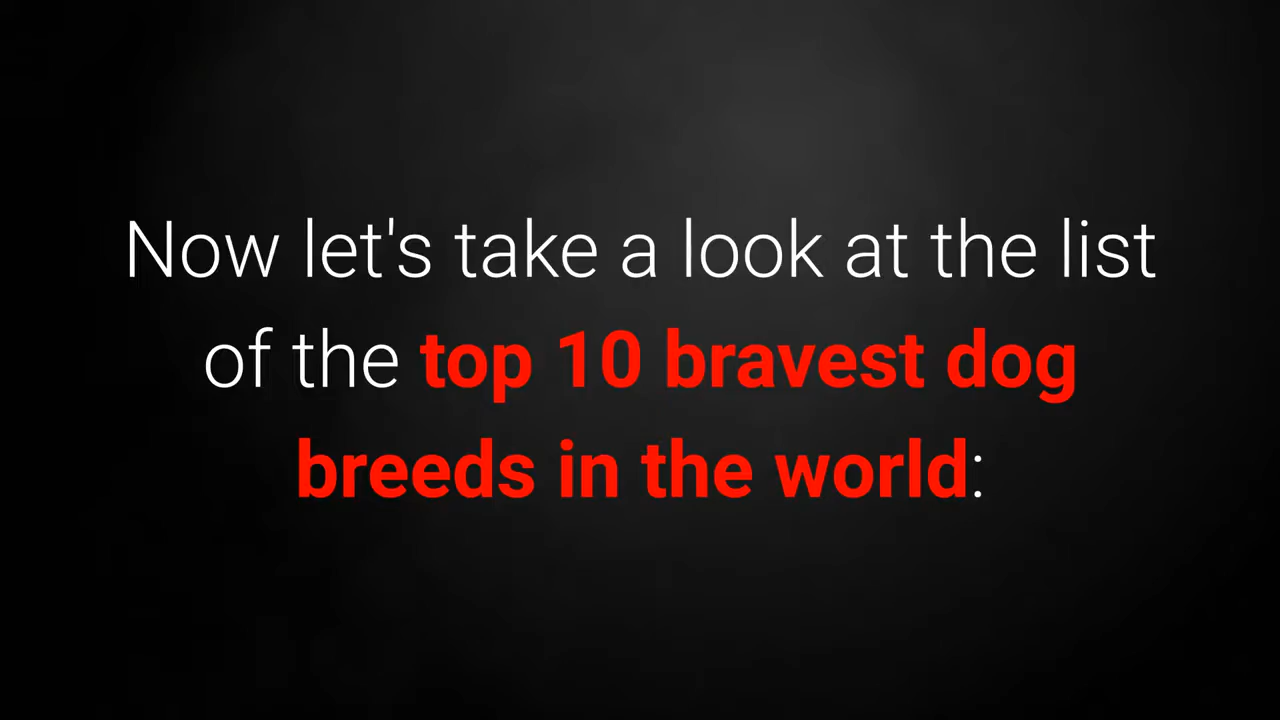 Now let's take a look at the list
of the top 10 bravest dog
breeds in the world: